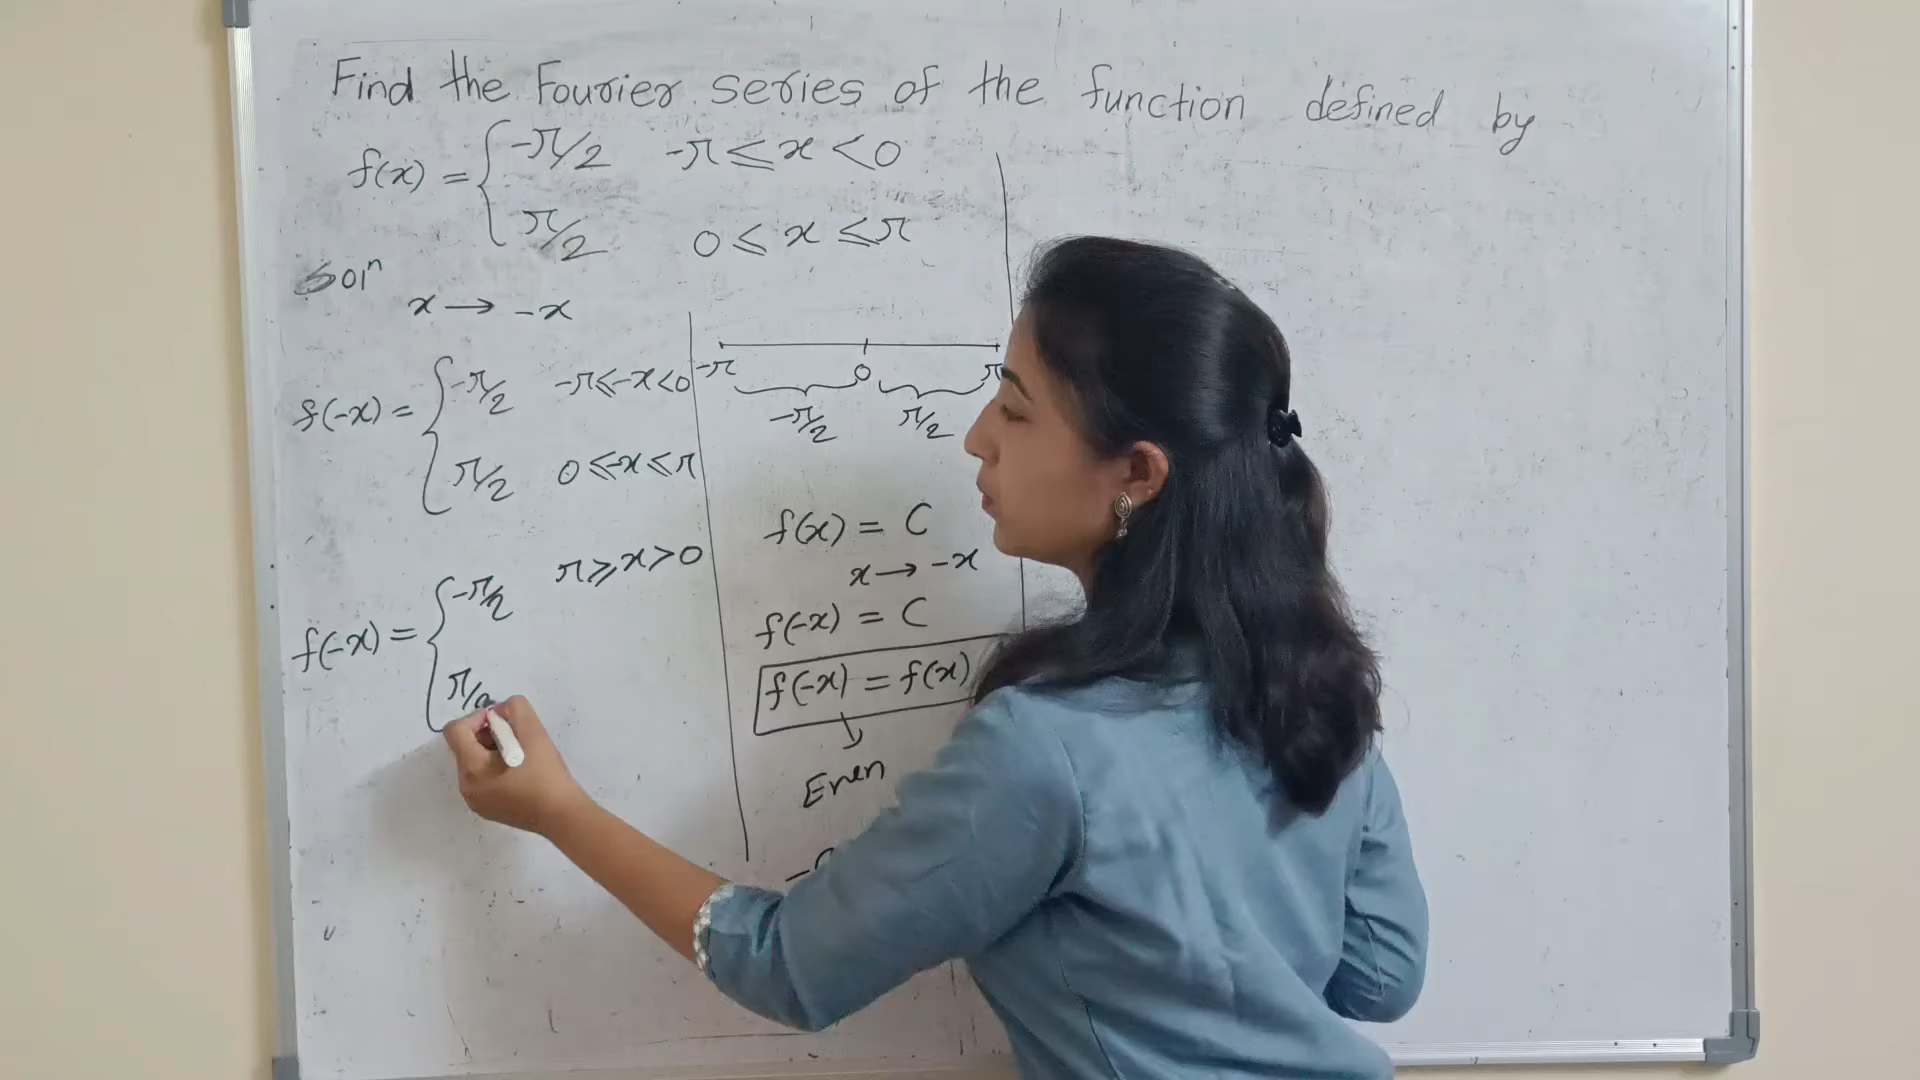 Find the Fourier series of the function defined by
f(x) = { -π/2   -π ≤ x < 0
π/2   0 ≤ x ≤ π
Solⁿ
x → -x
f(-x) = { -π/2   -π ≤ -x < 0
π/2   0 ≤ -x ≤ π
f(-x) = { -π/2   π ≥ x > 0
π/2
-π   0   π
-π/2   π/2
f(x) = C
x → -x
f(-x) = C
f(-x) = f(x)
Even